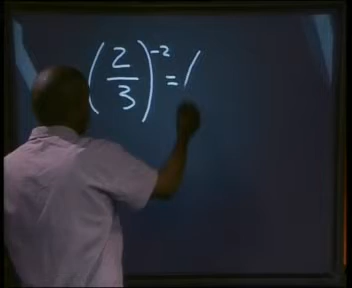 (2/3)^-2 = (